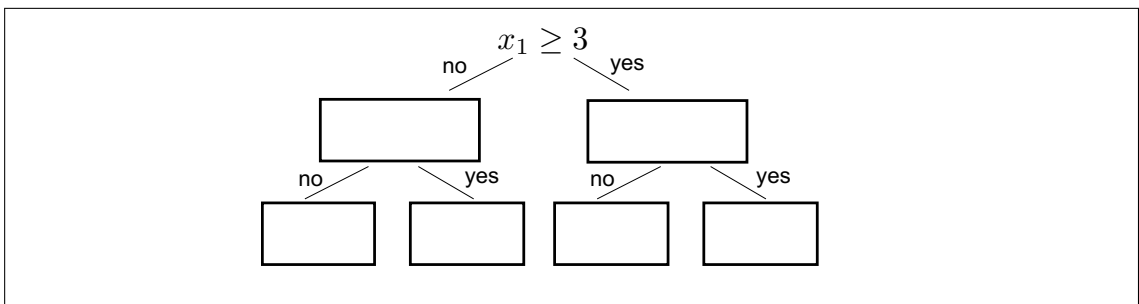 x₁ ≥ 3
no yes
no yes no yes